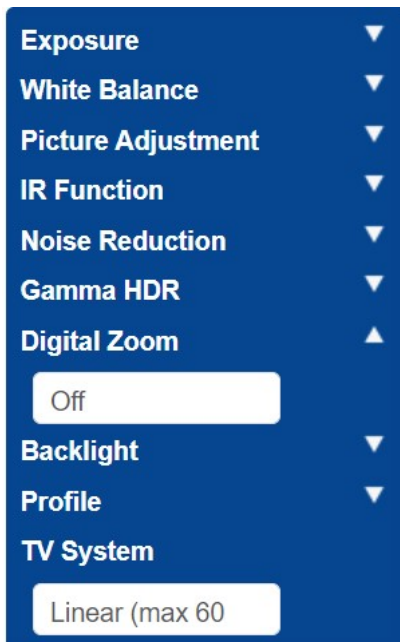 Exposure
White Balance
Picture Adjustment
IR Function
Noise Reduction
Gamma HDR
Digital Zoom
Off
Backlight
Profile
TV System
Linear (max 60